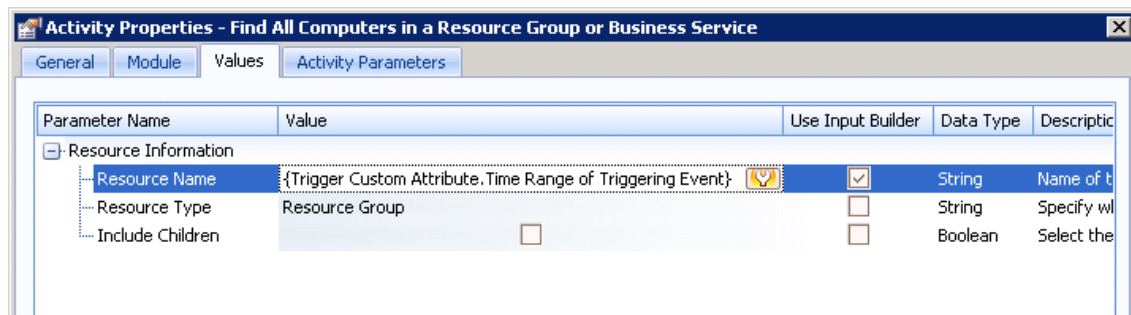 Activity Properties - Find All Computers in a Resource Group or Business Service
General Module Values Activity Parameters
Parameter Name Value Use Input Builder Data Type Descriptic
Resource Information
Resource Name {Trigger Custom Attribute.Time Range of Triggering Event} String Name of t
Resource Type Resource Group String Specify wl
Include Children Boolean Select the